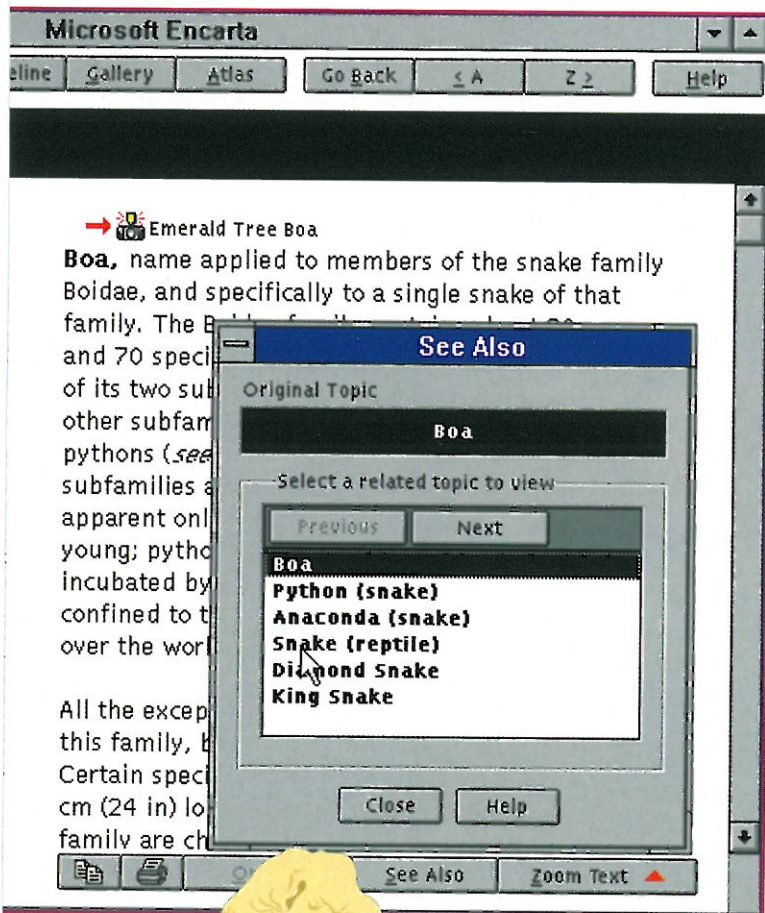 Microsoft Encarta
eline Gallery Atlas Go Back < A Z > Help
Emerald Tree Boa
Boa, name applied to members of the snake family
Boidae, and specifically to a single snake of that
family. The
and 70 speci
of its two sub
other subfam
pythons (see
subfamilies a
apparent onl
young; pytho
incubated by
confined to t
over the worl
All the excep
this family, b
Certain speci
cm (24 in) lo
family are ch
See Also
Original Topic
Boa
Select a related topic to view
Previous Next
Boa
Python (snake)
Anaconda (snake)
Snake (reptile)
Diamond Snake
King Snake
Close Help
See Also Zoom Text